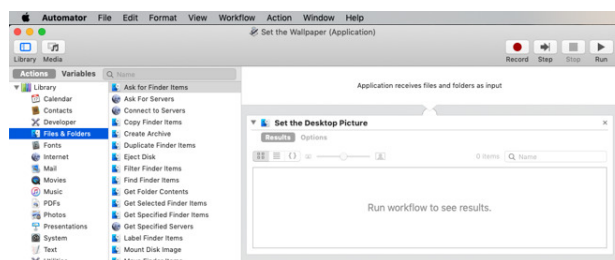 Automator File Edit Format View Workflow Action Window Help
Set the Wallpaper (Application)
Library Media Record Step Stop Run
Actions Variables Name
Library
Calendar
Contacts
Developer
Files & Folders
Fonts
Internet
Mail
Movies
Music
PDFs
Photos
Presentations
System
Text
Ask for Finder Items
Ask For Servers
Connect to Servers
Copy Finder Items
Create Archive
Duplicate Finder Items
Eject Disk
Filter Finder Items
Find Finder Items
Get Folder Contents
Get Selected Finder Items
Get Specified Finder Items
Get Specified Servers
Label Finder Items
Mount Disk Image
Application receives files and folders as input
Set the Desktop Picture
Results Options
0 items Name
Run workflow to see results.